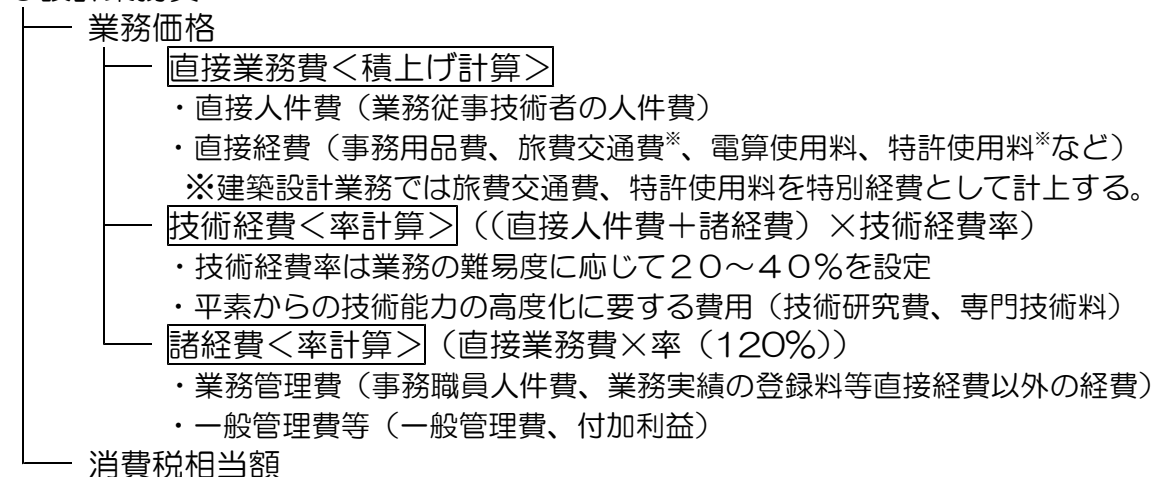 業務価格
直接業務費＜積上げ計算＞
・直接人件費（業務従事技術者の人件費）
・直接経費（事務用品費、旅費交通費※、電算使用料、特許使用料※など）
※建築設計業務では旅費交通費、特許使用料を特別経費として計上する。
技術経費＜率計算＞（（直接人件費＋諸経費）×技術経費率）
・技術経費率は業務の難易度に応じて２０～４０％を設定
・平素からの技術能力の高度化に要する費用（技術研究費、専門技術料）
諸経費＜率計算＞（直接業務費×率（120％））
・業務管理費（事務職員人件費、業務実績の登録料等直接経費以外の経費）
・一般管理費等（一般管理費、付加利益）
消費税相当額